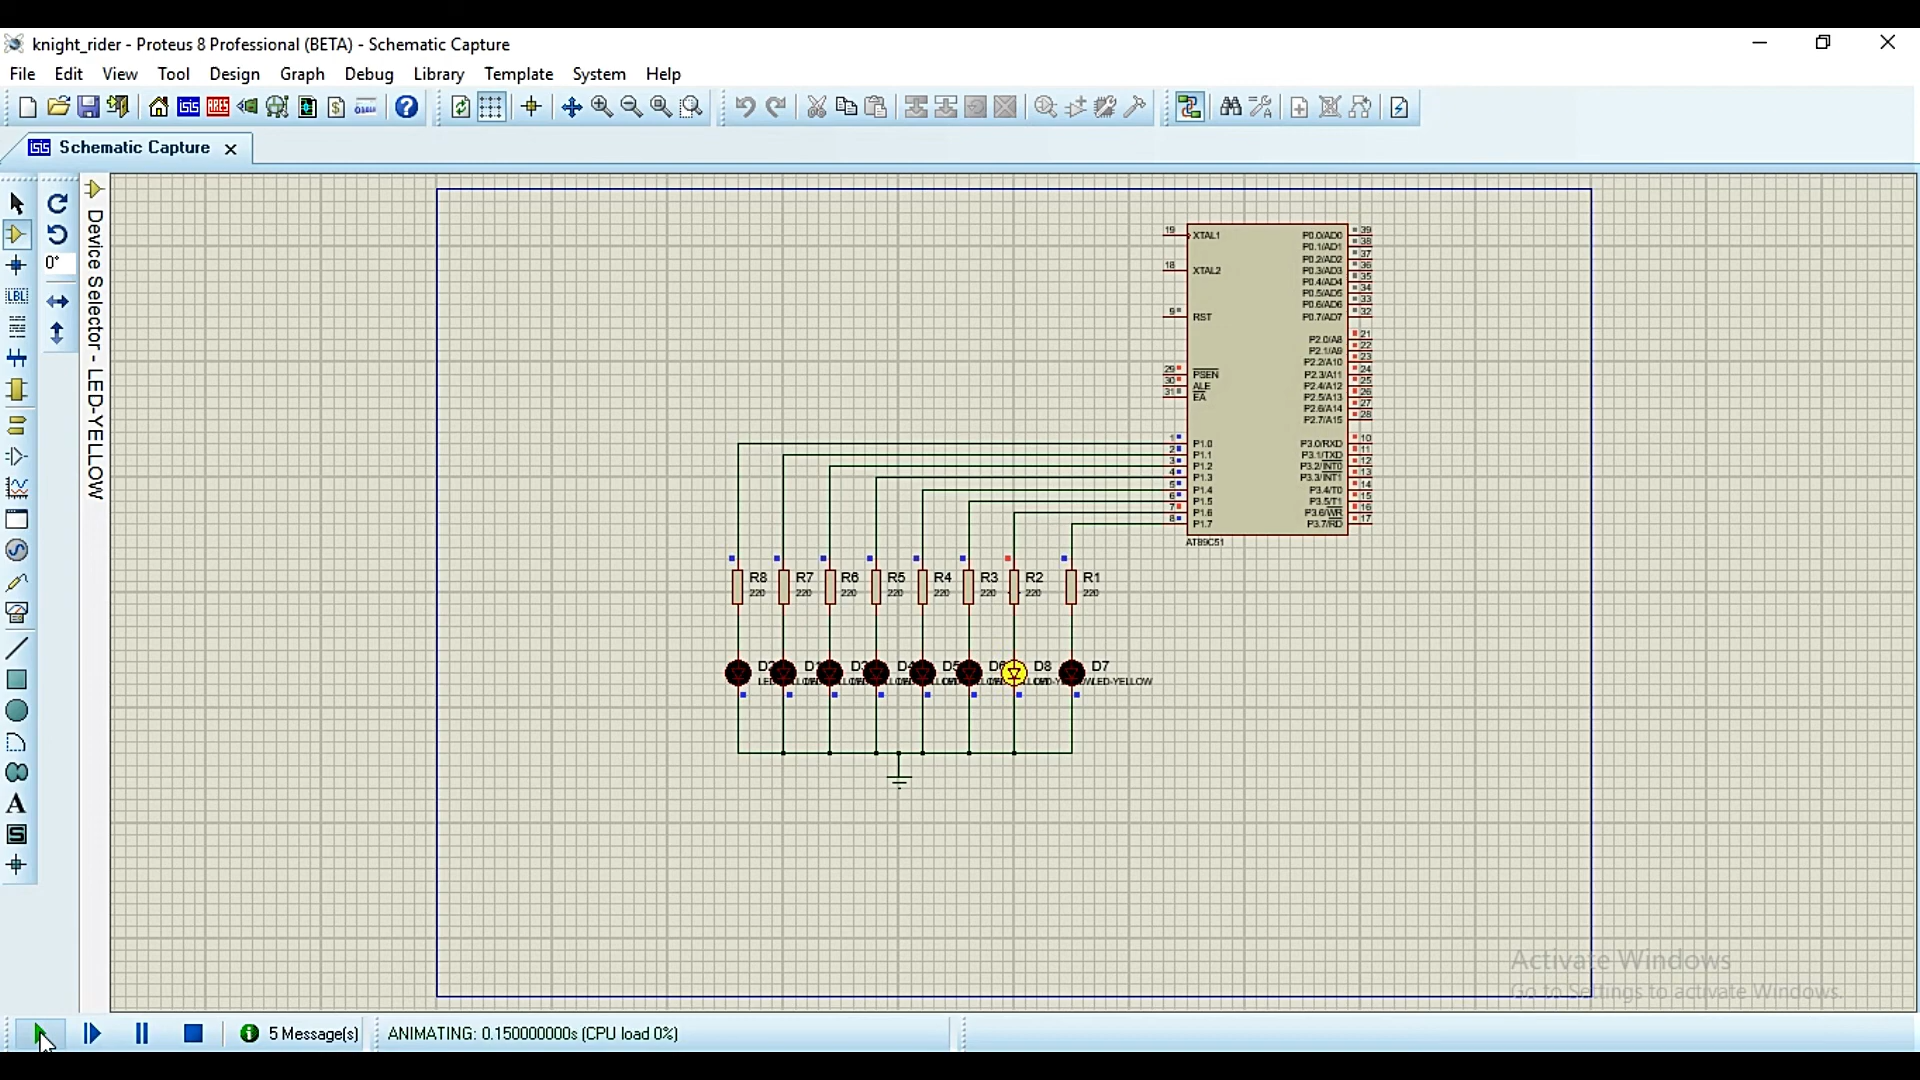 knight_rider - Proteus 8 Professional (BETA) - Schematic Capture
File Edit View Tool Design Graph Debug Library Template System Help
Schematic Capture
0°
Device Selector - LED-YELLOW
LBL
A
S
19 XTAL1 P0.0/AD0 39
P0.1/AD1 38
P0.2/AD2 37
18 XTAL2 P0.3/AD3 36
P0.4/AD4 35
P0.5/AD5 34
P0.6/AD6 33
9 RST P0.7/AD7 32
P2.0/A8 21
P2.1/A9 22
P2.2/A10 23
29 PSEN P2.3/A11 24
30 ALE P2.4/A12 25
31 EA P2.5/A13 26
P2.6/A14 27
P2.7/A15 28
1 P1.0 P3.0/RXD 10
2 P1.1 P3.1/TXD 11
3 P1.2 P3.2/INT0 12
4 P1.3 P3.3/INT1 13
5 P1.4 P3.4/T0 14
6 P1.5 P3.5/T1 15
7 P1.6 P3.6/WR 16
8 P1.7 P3.7/RD 17
AT89C51
R8 R7 R6 R5 R4 R3 R2 R1
220 220 220 220 220 220 220 220
D8 D7
LED-YELLOW
Activate Windows
Go to Settings to activate Windows.
5 Message(s) ANIMATING: 0.150000000s (CPU load 0%)